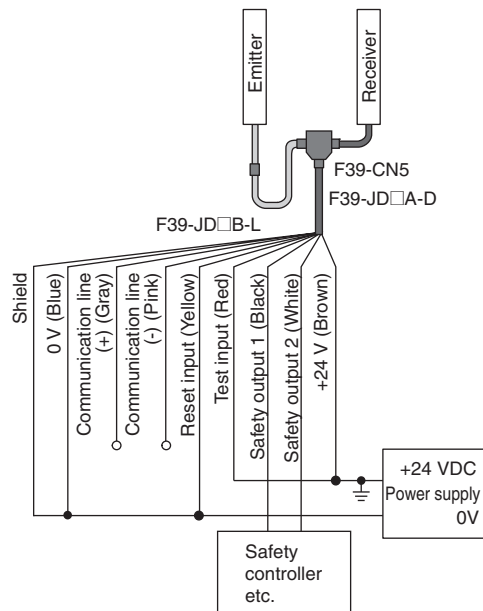 Emitter
Receiver
F39-CN5
F39-JD□A-D
F39-JD□B-L
Shield
0 V (Blue)
Communication line
(+) (Gray)
Communication line
(-) (Pink)
Reset input (Yellow)
Test input (Red)
Safety output 1 (Black)
Safety output 2 (White)
+24 V (Brown)
+24 VDC
Power supply
0V
Safety
controller
etc.